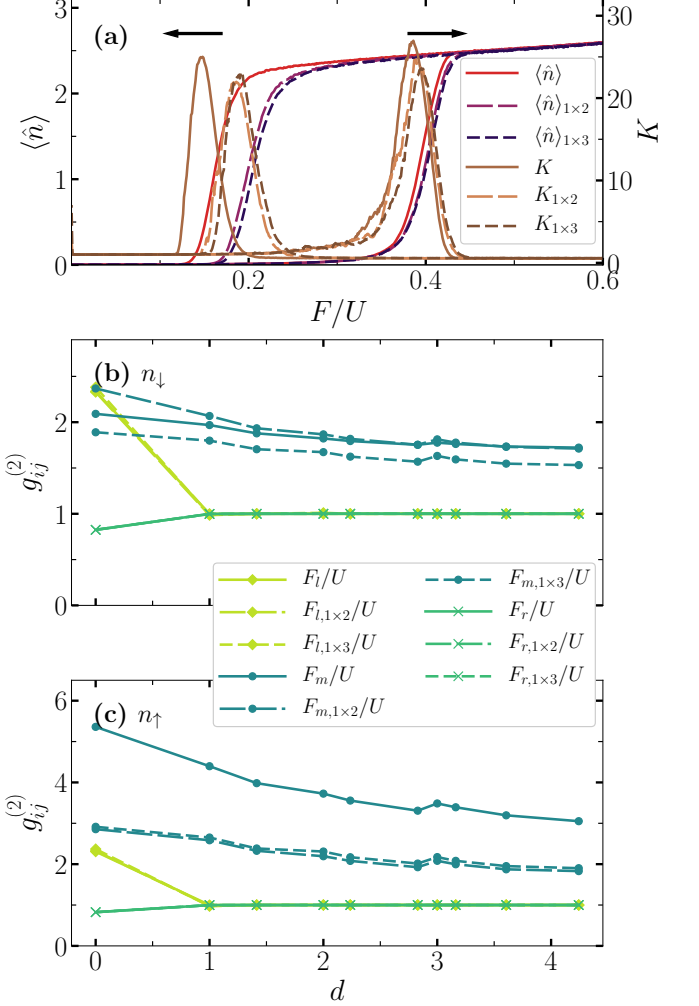 (a)
3
2
1
0
⟨n̂⟩
30
20
10
0
K
⟨n̂⟩
⟨n̂⟩1×2
⟨n̂⟩1×3
K
K1×2
K1×3
0.2 0.4 0.6
F/U
(b) n↓
2
1
0
g(2)ij
Fl/U
Fl,1×2/U
Fl,1×3/U
Fm/U
Fm,1×2/U
Fm,1×3/U
Fr/U
Fr,1×2/U
Fr,1×3/U
(c) n↑
6
4
2
0
g(2)ij
0 1 2 3 4
d